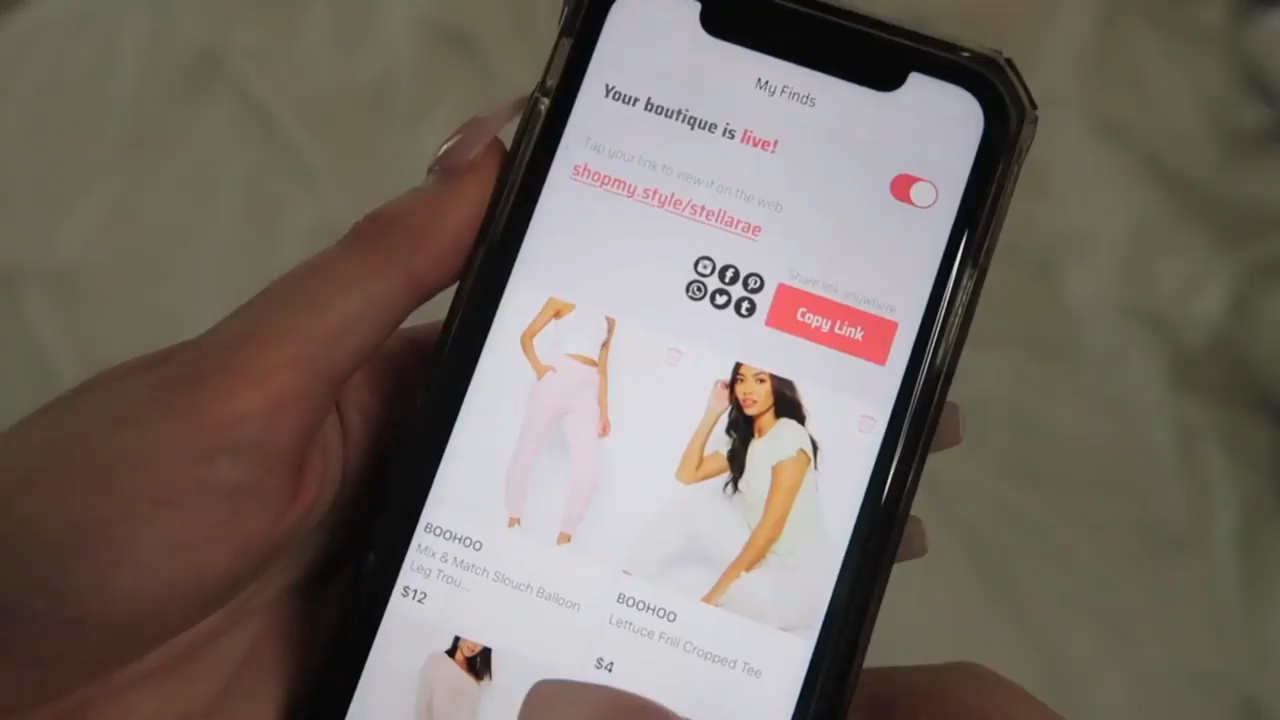 My Finds
Your boutique is live!
Tap your link to view it on the web
shopmy.style/stellarae
Share link anywhere
Copy Link
BOOHOO
Mix & Match Slouch Balloon
Leg Trou...
$12
BOOHOO
Lettuce Frill Cropped Tee
$4